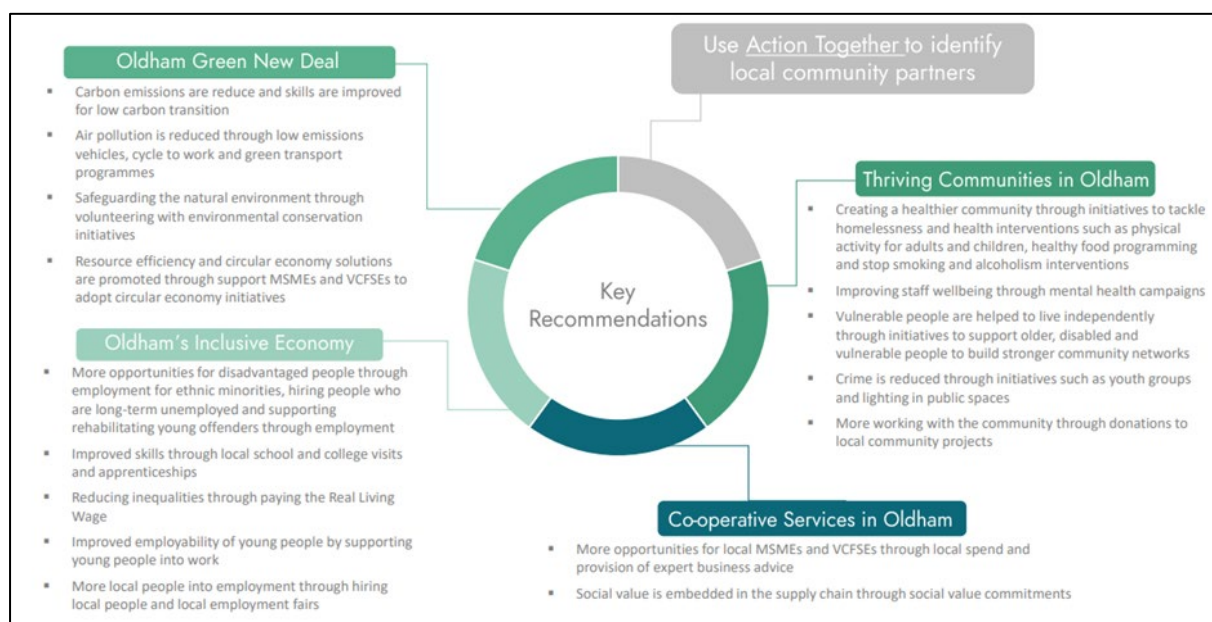 Oldham Green New Deal
▪ Carbon emissions are reduce and skills are improved
for low carbon transition
▪ Air pollution is reduced through low emissions
vehicles, cycle to work and green transport
programmes
▪ Safeguarding the natural environment through
volunteering with environmental conservation
initiatives
▪ Resource efficiency and circular economy solutions
are promoted through support MSMEs and VCFSEs to
adopt circular economy initiatives
Oldham's Inclusive Economy
▪ More opportunities for disadvantaged people through
employment for ethnic minorities, hiring people who
are long-term unemployed and supporting
rehabilitating young offenders through employment
▪ Improved skills through local school and college visits
and apprenticeships
▪ Reducing inequalities through paying the Real Living
Wage
▪ Improved employability of young people by supporting
young people into work
▪ More local people into employment through hiring
local people and local employment fairs
Key
Recommendations
Use Action Together to identify
local community partners
Thriving Communities in Oldham
▪ Creating a healthier community through initiatives to tackle
homelessness and health interventions such as physical
activity for adults and children, healthy food programming
and stop smoking and alcoholism interventions
▪ Improving staff wellbeing through mental health campaigns
▪ Vulnerable people are helped to live independently
through initiatives to support older, disabled and
vulnerable people to build stronger community networks
▪ Crime is reduced through initiatives such as youth groups
and lighting in public spaces
▪ More working with the community through donations to
local community projects
Co-operative Services in Oldham
▪ More opportunities for local MSMEs and VCFSEs through local spend and
provision of expert business advice
▪ Social value is embedded in the supply chain through social value commitments